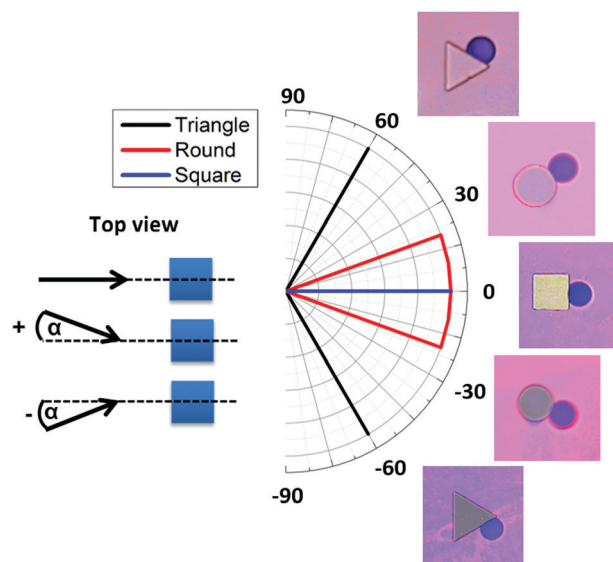 90
60
30
0
-30
-60
-90
Triangle
Round
Square
Top view
+ α
- α